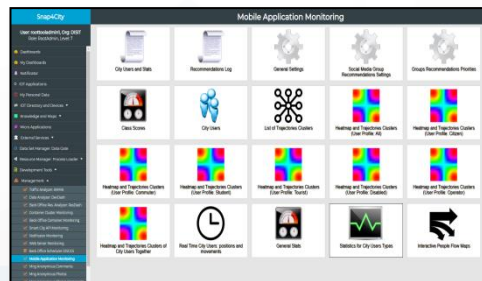 Snap4City
Mobile Application Monitoring
User: roottooladmin1, Org: DISIT
Role: RootAdmin, Level: 7
Dashboards
My Dashboards
Notificator
IOT Applications
My Personal Data
IOT Directory and Devices
Knowledge and Maps
Micro Applications
External Services
Data Set Manager: Data Gate
Resource Manager: Process Loader
Development Tools
Management
Traffic Analyzer: AMMA
Data Analyzer: DevDash
Smart City API Monitoring
Notificator Monitoring
Web Server Monitoring
Mobile Application Monitoring
City Users and Stats
Recommendations Log
General Settings
Social Media Group
Recommendations Settings
Groups Recommendations Priorities
Class Scores
City Users
List of Trajectories Clusters
Heatmap and Trajectories Clusters
(User Profile: All)
Heatmap and Trajectories Clusters
(User Profile: Citizen)
Heatmap and Trajectories Clusters
(User Profile: Commuter)
Heatmap and Trajectories Clusters
(User Profile: Student)
Heatmap and Trajectories Clusters
(User Profile: Tourist)
Heatmap and Trajectories Clusters
(User Profile: Disabled)
Heatmap and Trajectories Clusters
(User Profile: Operator)
Heatmap and Trajectories Clusters of
City Users Together
Real Time City Users: positions and
movements
General Stats
Statistics for City Users Types
Interactive People Flow Maps